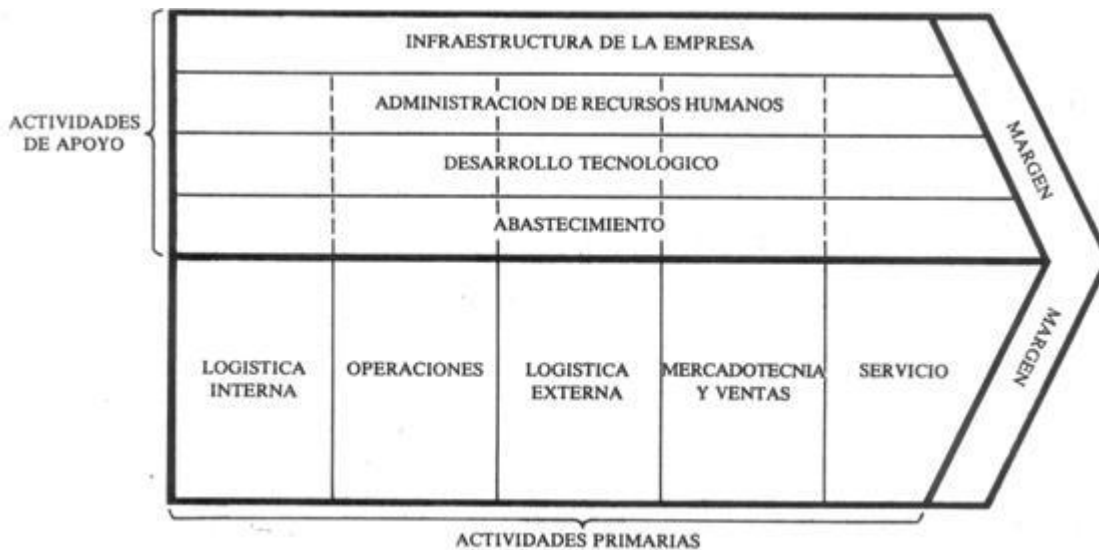 INFRAESTRUCTURA DE LA EMPRESA
ADMINISTRACION DE RECURSOS HUMANOS
ACTIVIDADES
DE APOYO
DESARROLLO TECNOLOGICO
ABASTECIMIENTO
MARGEN
LOGISTICA
INTERNA
OPERACIONES
LOGISTICA
EXTERNA
MERCADOTECNIA
Y VENTAS
SERVICIO
MARGEN
ACTIVIDADES PRIMARIAS